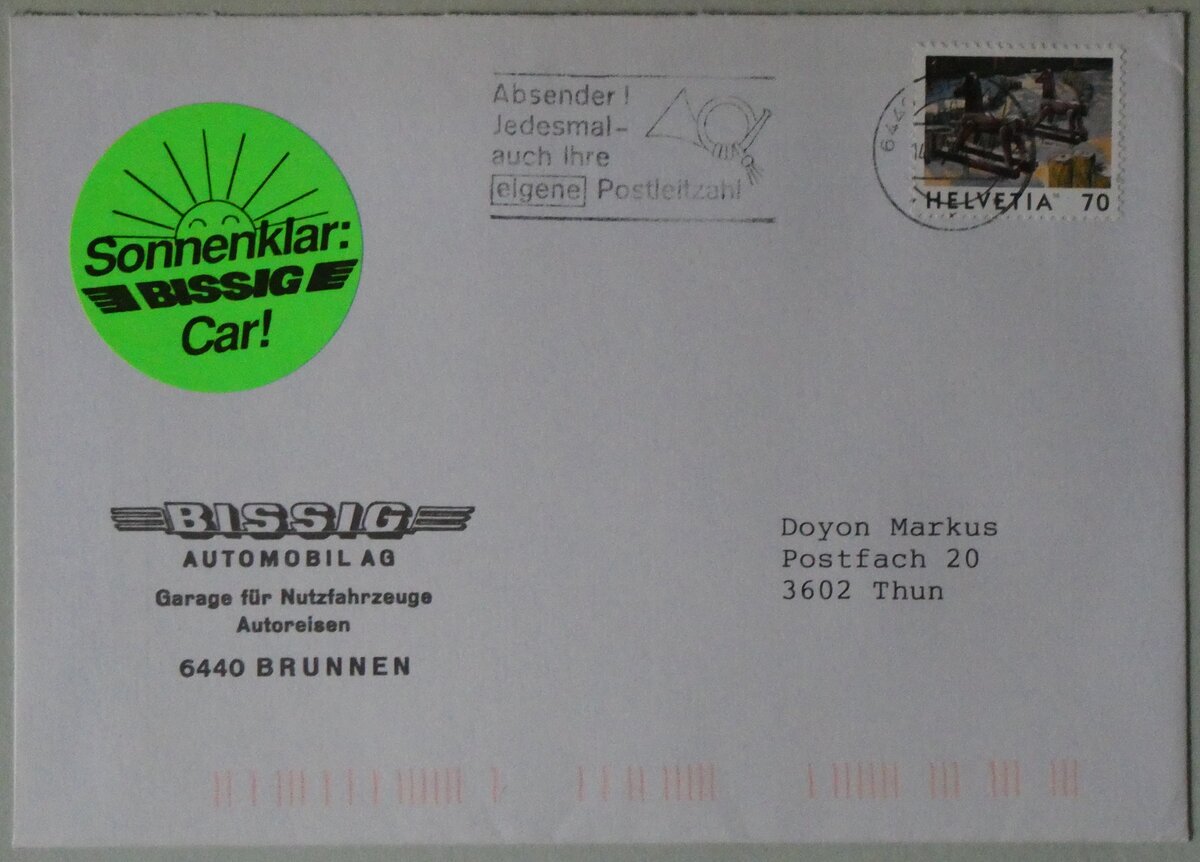 Absender!
Jedesmal-
auch Ihre
eigene Postleitzahl
6440
HELVETIA 70
Sonnenklar:
BISSIG
Car!
BISSIG
AUTOMOBIL AG
Garage für Nutzfahrzeuge
Autoreisen
6440 BRUNNEN
Doyon Markus
Postfach 20
3602 Thun